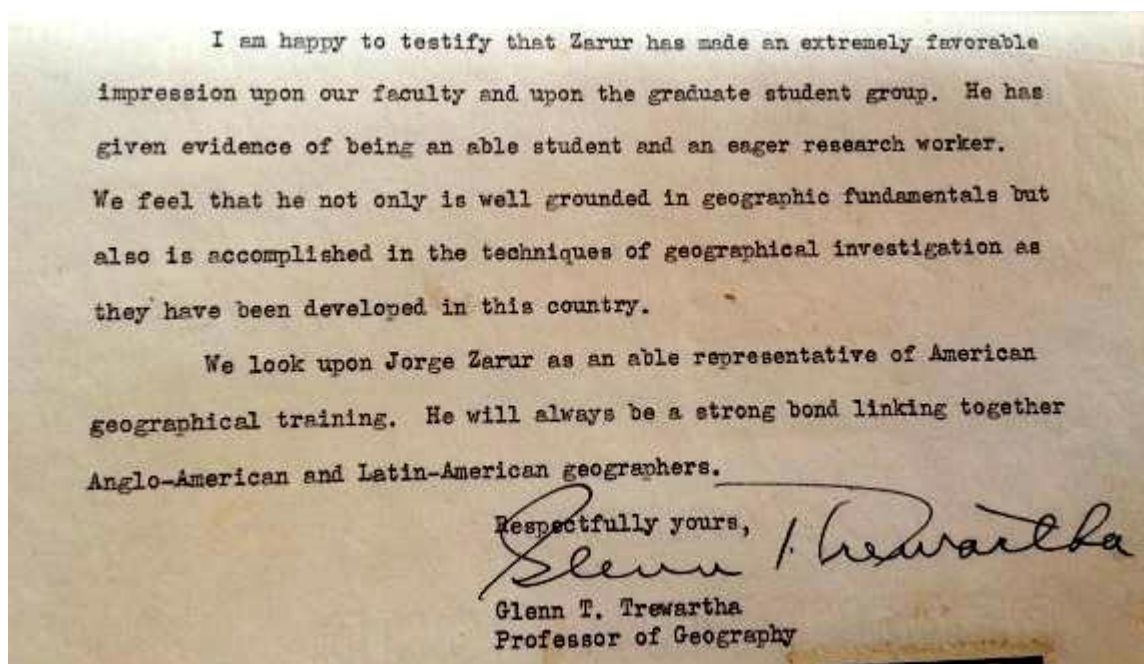 I am happy to testify that Zarur has made an extremely favorable
impression upon our faculty and upon the graduate student group. He has
given evidence of being an able student and an eager research worker.
We feel that he not only is well grounded in geographic fundamentals but
also is accomplished in the techniques of geographical investigation as
they have been developed in this country.
We look upon Jorge Zarur as an able representative of American
geographical training. He will always be a strong bond linking together
Anglo-American and Latin-American geographers.
Respectfully yours,
Glenn T. Trewartha
Glenn T. Trewartha
Professor of Geography